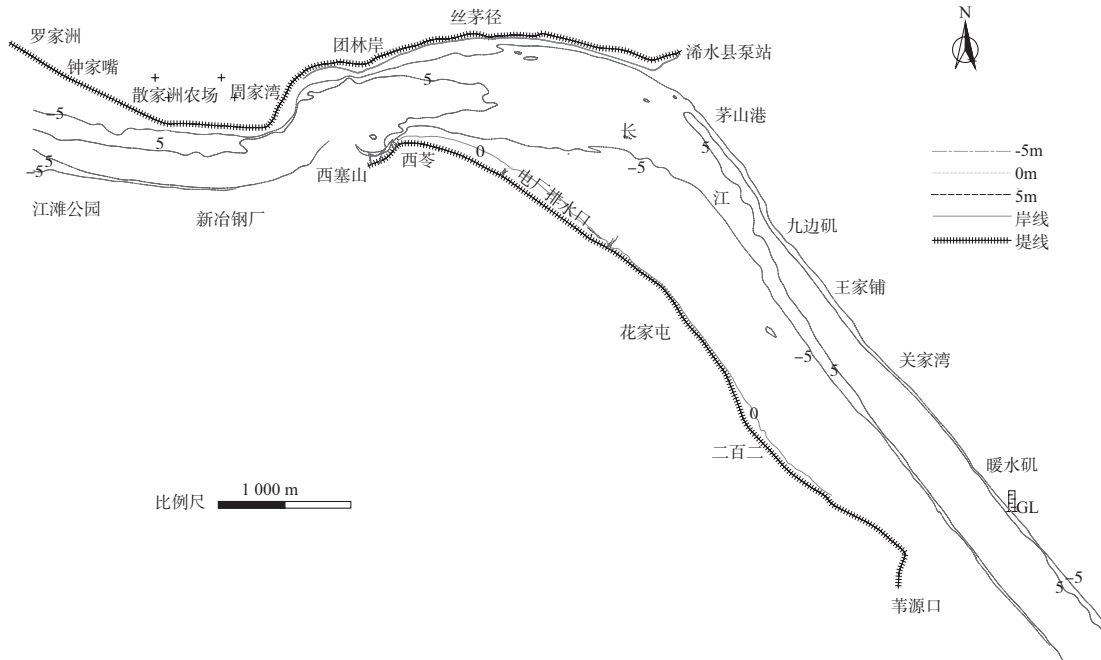 丝茅径
N
罗家洲
团林岸
浠水县泵站
钟家嘴
散家洲农场
周家湾
5
-5
茅山港
长
5
5
0
-5m
西塞山
西苓
-5
0m
5
-5
电厂排水口
江
5m
江滩公园
新冶钢厂
九边矶
岸线
堤线
王家铺
花家屯
-5
关家湾
5
0
二百二
暖水矶
比例尺
1 000 m
GL
-5
5
苇源口